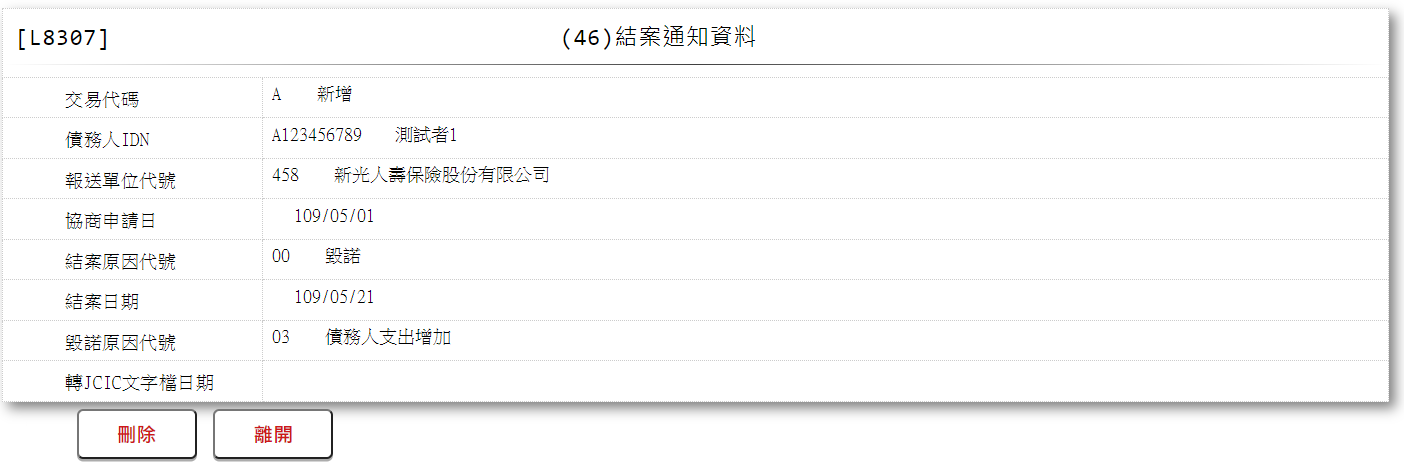 [L8307] (46)結案通知資料
交易代碼 A 新增
債務人IDN A123456789 測試者1
報送單位代號 458 新光人壽保險股份有限公司
協商申請日 109/05/01
結案原因代號 00 毀諾
結案日期 109/05/21
毀諾原因代號 03 債務人支出增加
轉JCIC文字檔日期
刪除 離開